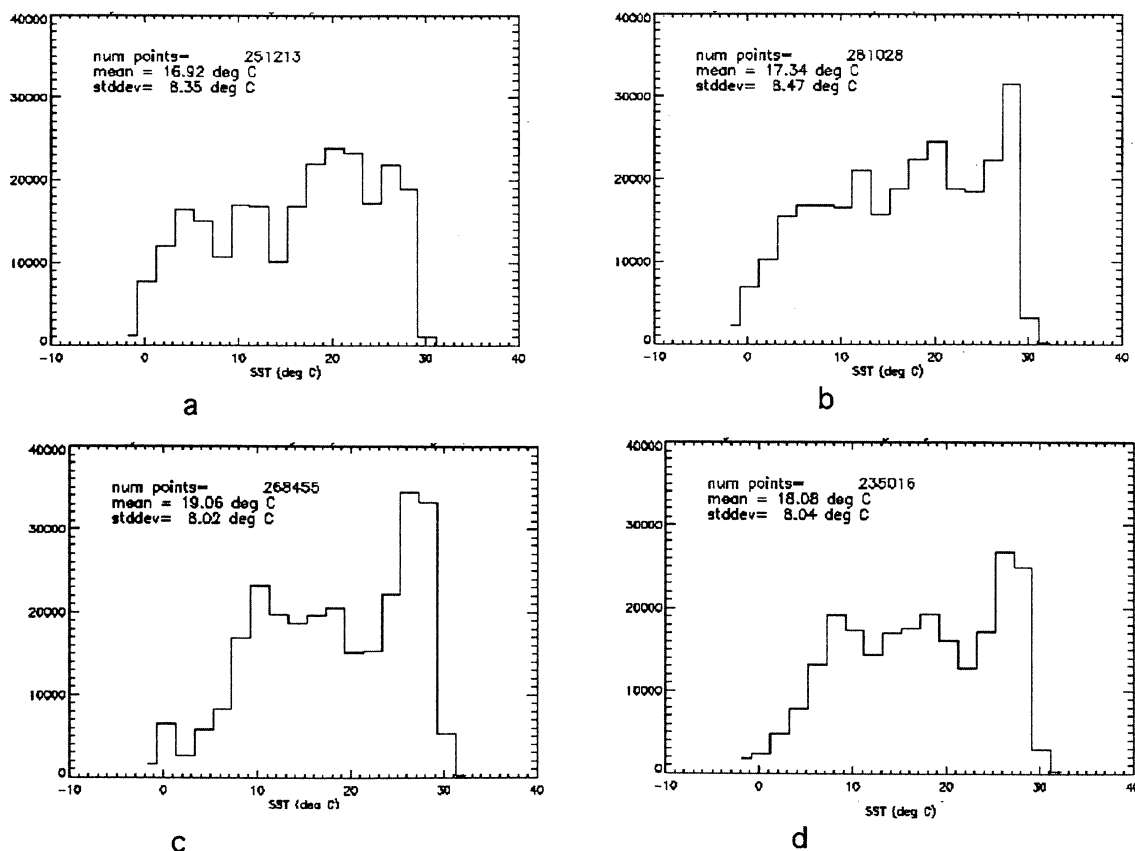 40000
30000
20000
10000
0
num points= 251213
mean = 16.92 deg C
stddev= 8.35 deg C
-10 0 10 20 30 40
SST (deg C)
a
40000
30000
20000
10000
0
num points= 281028
mean = 17.34 deg C
stddev= 8.47 deg C
-10 0 10 20 30 40
SST (deg C)
b
40000
30000
20000
10000
0
num points= 268455
mean = 19.06 deg C
stddev= 8.02 deg C
-10 0 10 20 30 40
SST (deg C)
c
40000
30000
20000
10000
0
num points= 235016
mean = 18.08 deg C
stddev= 8.04 deg C
-10 0 10 20 30 40
SST (deg C)
d